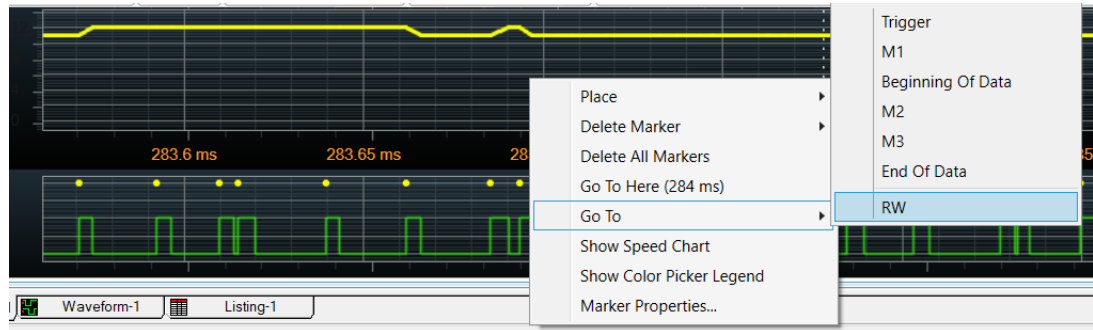 283.6 ms
283.65 ms
28
Place
Delete Marker
Delete All Markers
Go To Here (284 ms)
Go To
Show Speed Chart
Show Color Picker Legend
Marker Properties...
Trigger
M1
Beginning Of Data
M2
M3
End Of Data
RW
Waveform-1
Listing-1